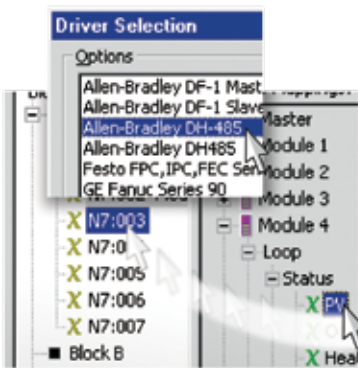 Driver Selection
Options
Allen-Bradley DF-1 Mast
Allen-Bradley DF-1 Slave
Allen-Bradley DH-485
Allen-Bradley DH485
Festo FPC,IPC,FEC Ser
GE Fanuc Series 90
N7:003
N7:0
N7:005
N7:006
N7:007
Block B
Master
Module 1
Module 2
Module 3
Module 4
Loop
Status
PV
Hea